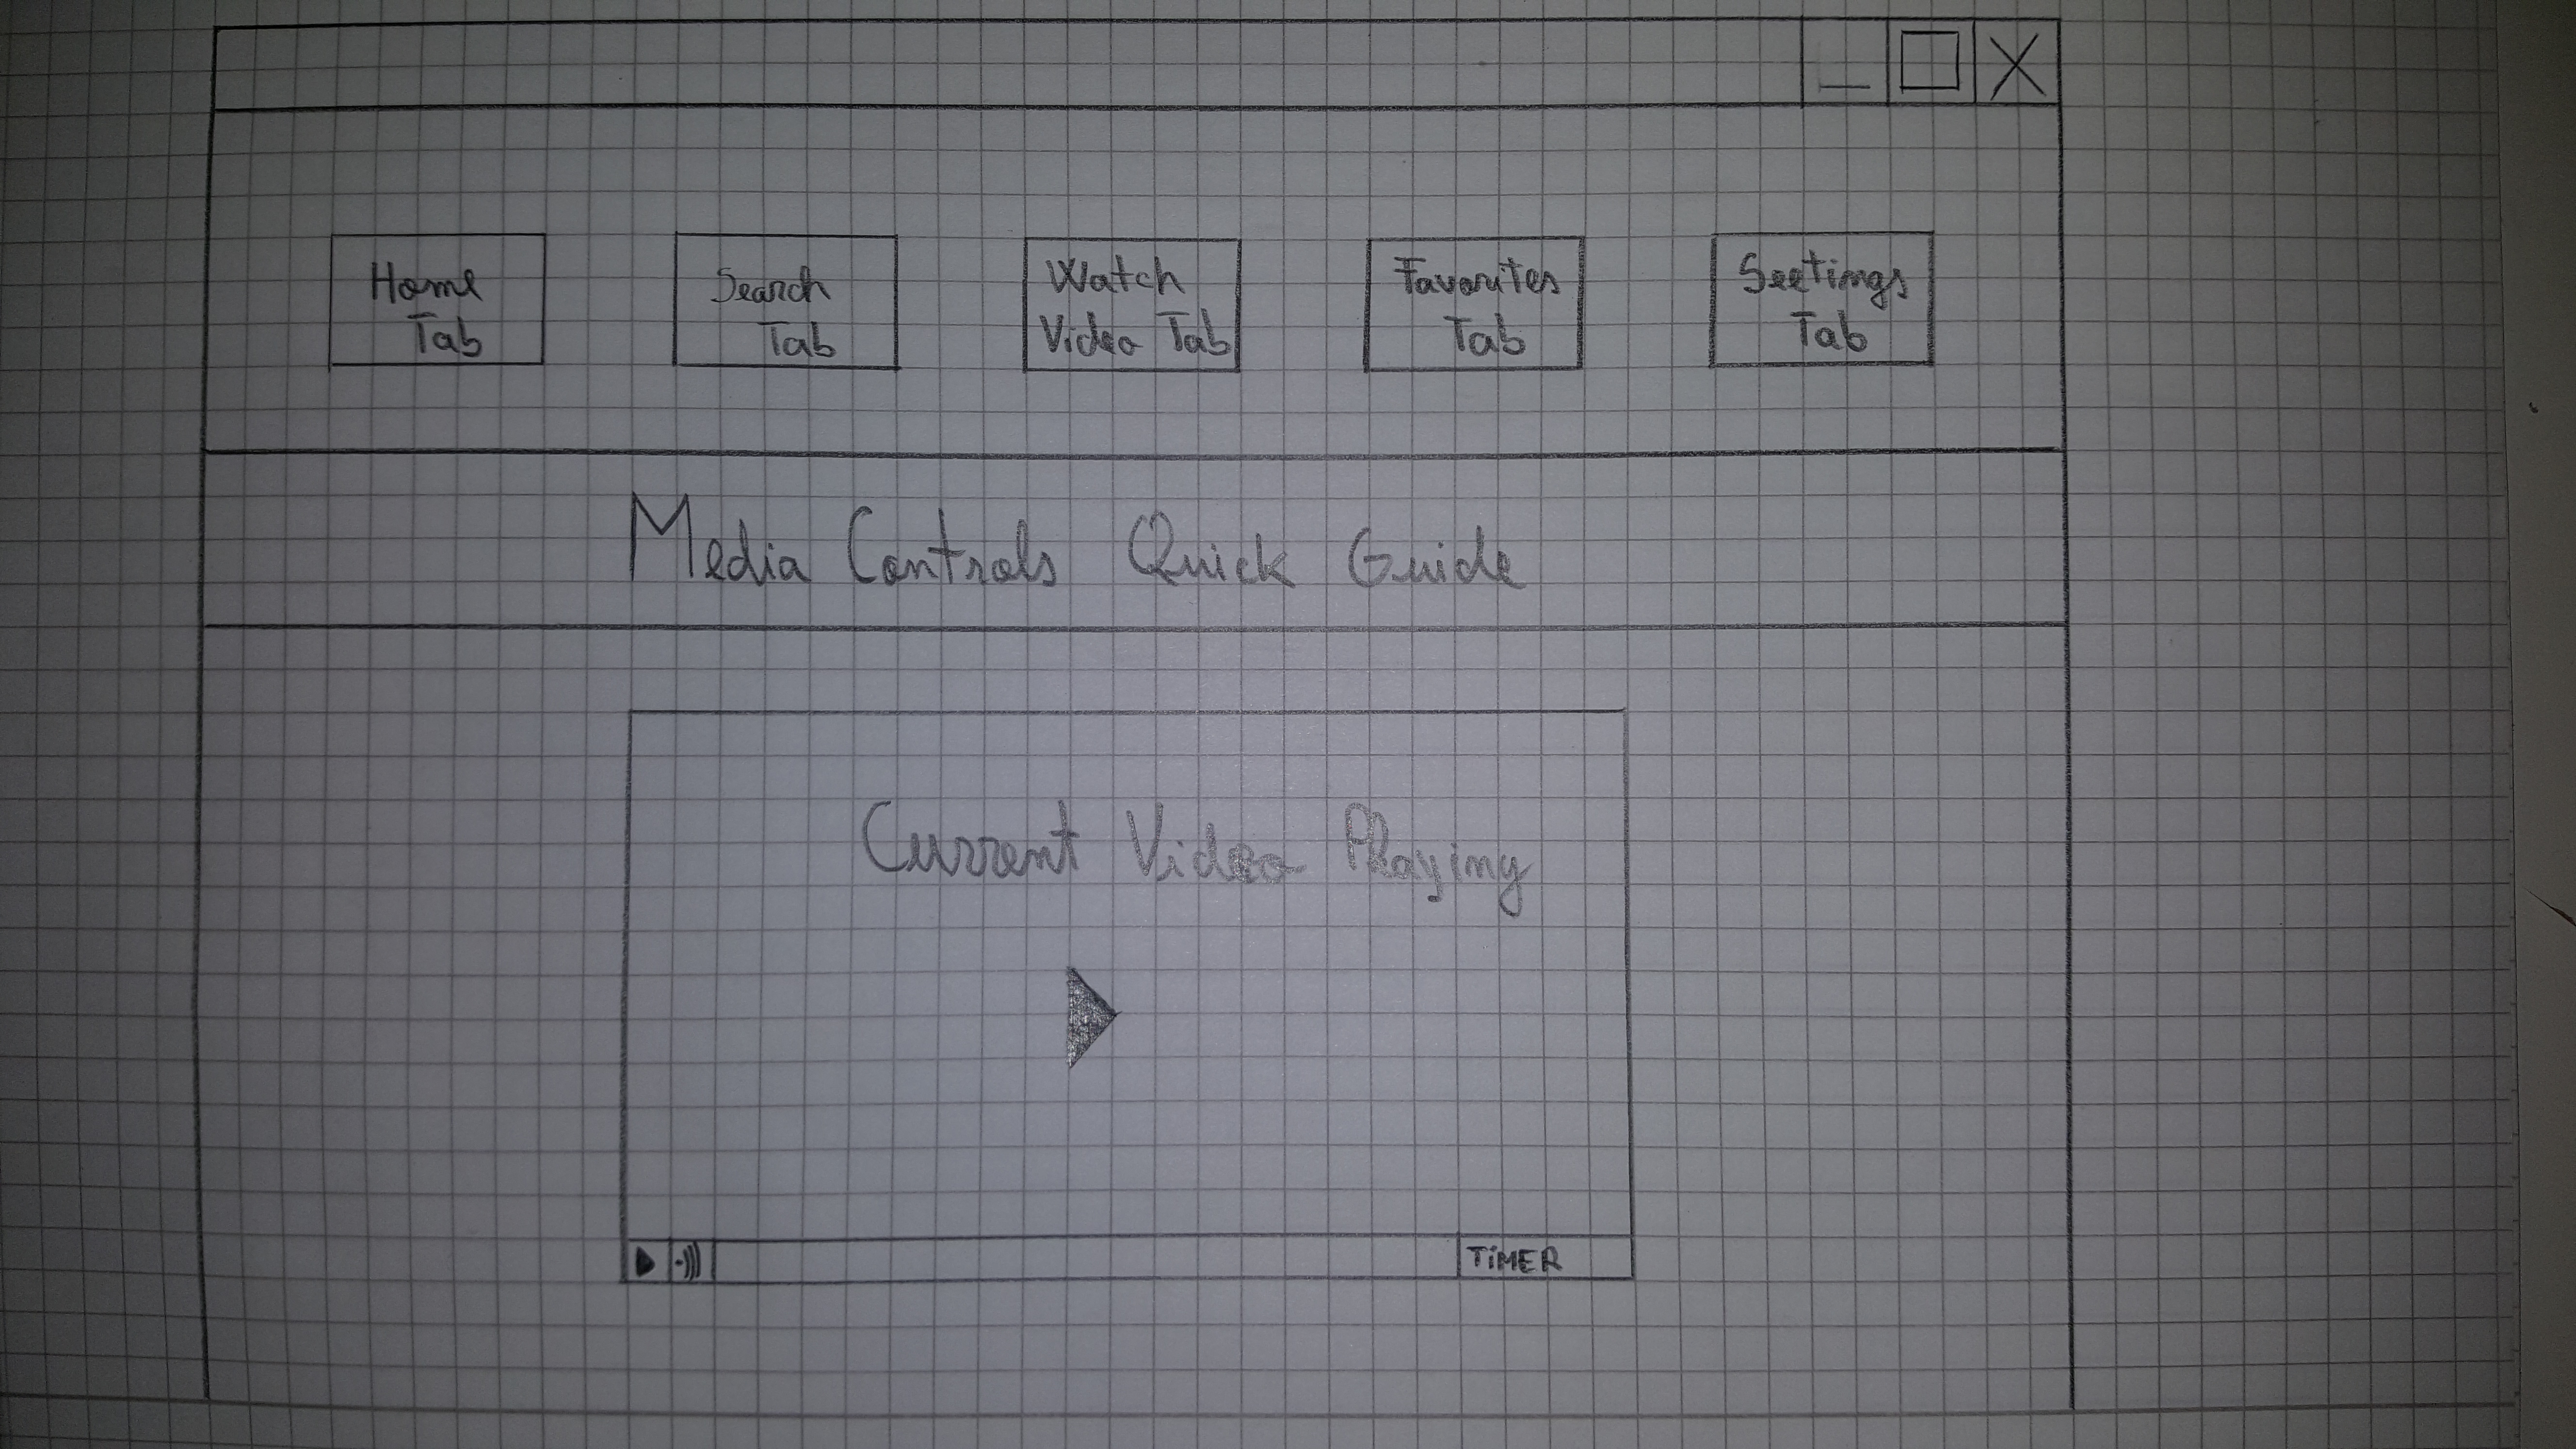 Home
Tab
Search
Tab
Watch
Video Tab
Favorites
Tab
Seetings
Tab
Media Controls Quick Guide
Current Video Playing
TiMER